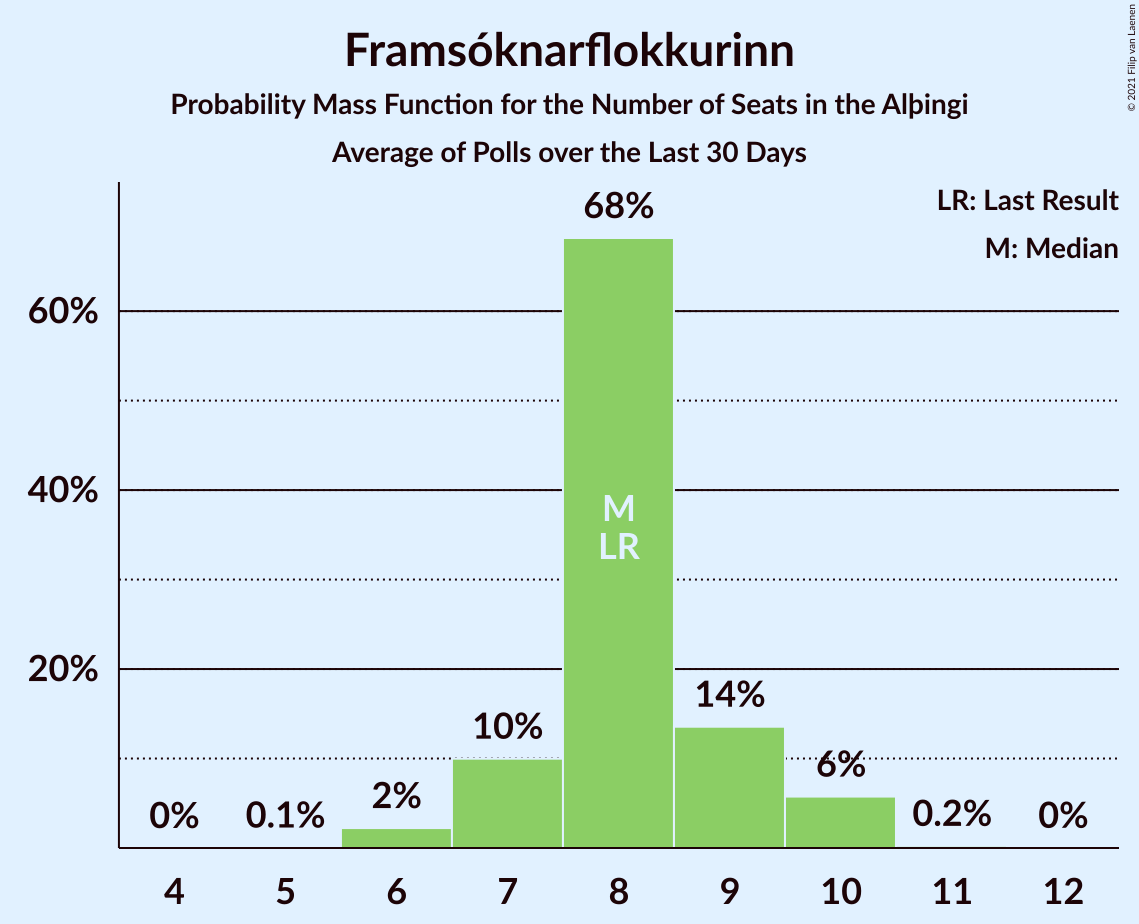 Framsóknarflokkurinn
Probability Mass Function for the Number of Seats in the Alþingi
Average of Polls over the Last 30 Days
© 2021 Filip van Laenen
LR: Last Result
M: Median
68%
60%
40%
M
LR
20%
14%
10%
6%
2%
0%
0.1%
0.2%
0%
4 5 6 7 8 9 10 11 12